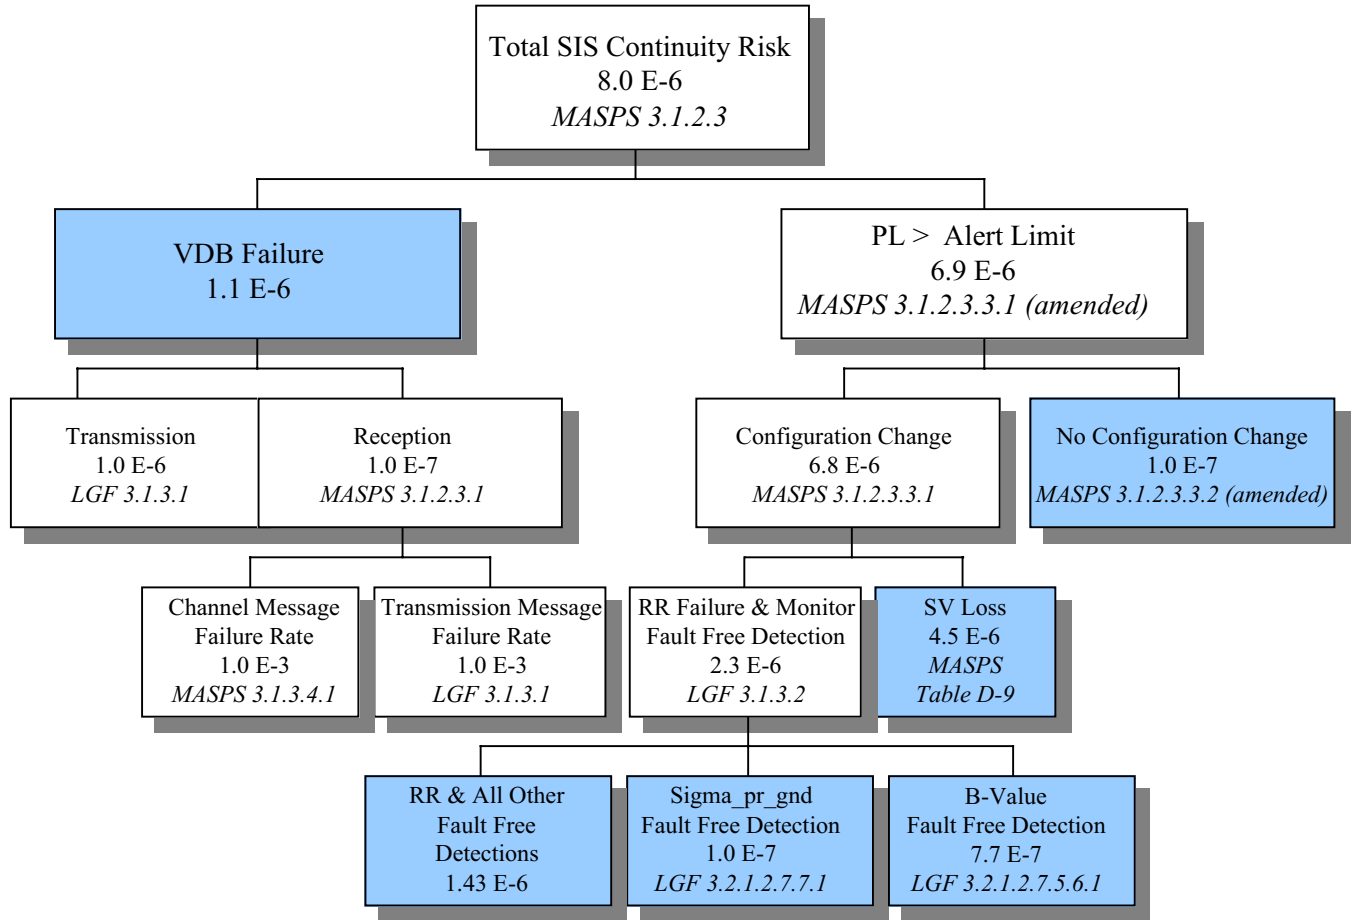 Total SIS Continuity Risk
8.0 E-6
MASPS 3.1.2.3
VDB Failure
1.1 E-6
PL > Alert Limit
6.9 E-6
MASPS 3.1.2.3.3.1 (amended)
Transmission
1.0 E-6
LGF 3.1.3.1
Reception
1.0 E-7
MASPS 3.1.2.3.1
Configuration Change
6.8 E-6
MASPS 3.1.2.3.3.1
No Configuration Change
1.0 E-7
MASPS 3.1.2.3.3.2 (amended)
Channel Message
Failure Rate
1.0 E-3
MASPS 3.1.3.4.1
Transmission Message
Failure Rate
1.0 E-3
LGF 3.1.3.1
RR Failure & Monitor
Fault Free Detection
2.3 E-6
LGF 3.1.3.2
SV Loss
4.5 E-6
MASPS
Table D-9
RR & All Other
Fault Free
Detections
1.43 E-6
Sigma_pr_gnd
Fault Free Detection
1.0 E-7
LGF 3.2.1.2.7.7.1
B-Value
Fault Free Detection
7.7 E-7
LGF 3.2.1.2.7.5.6.1